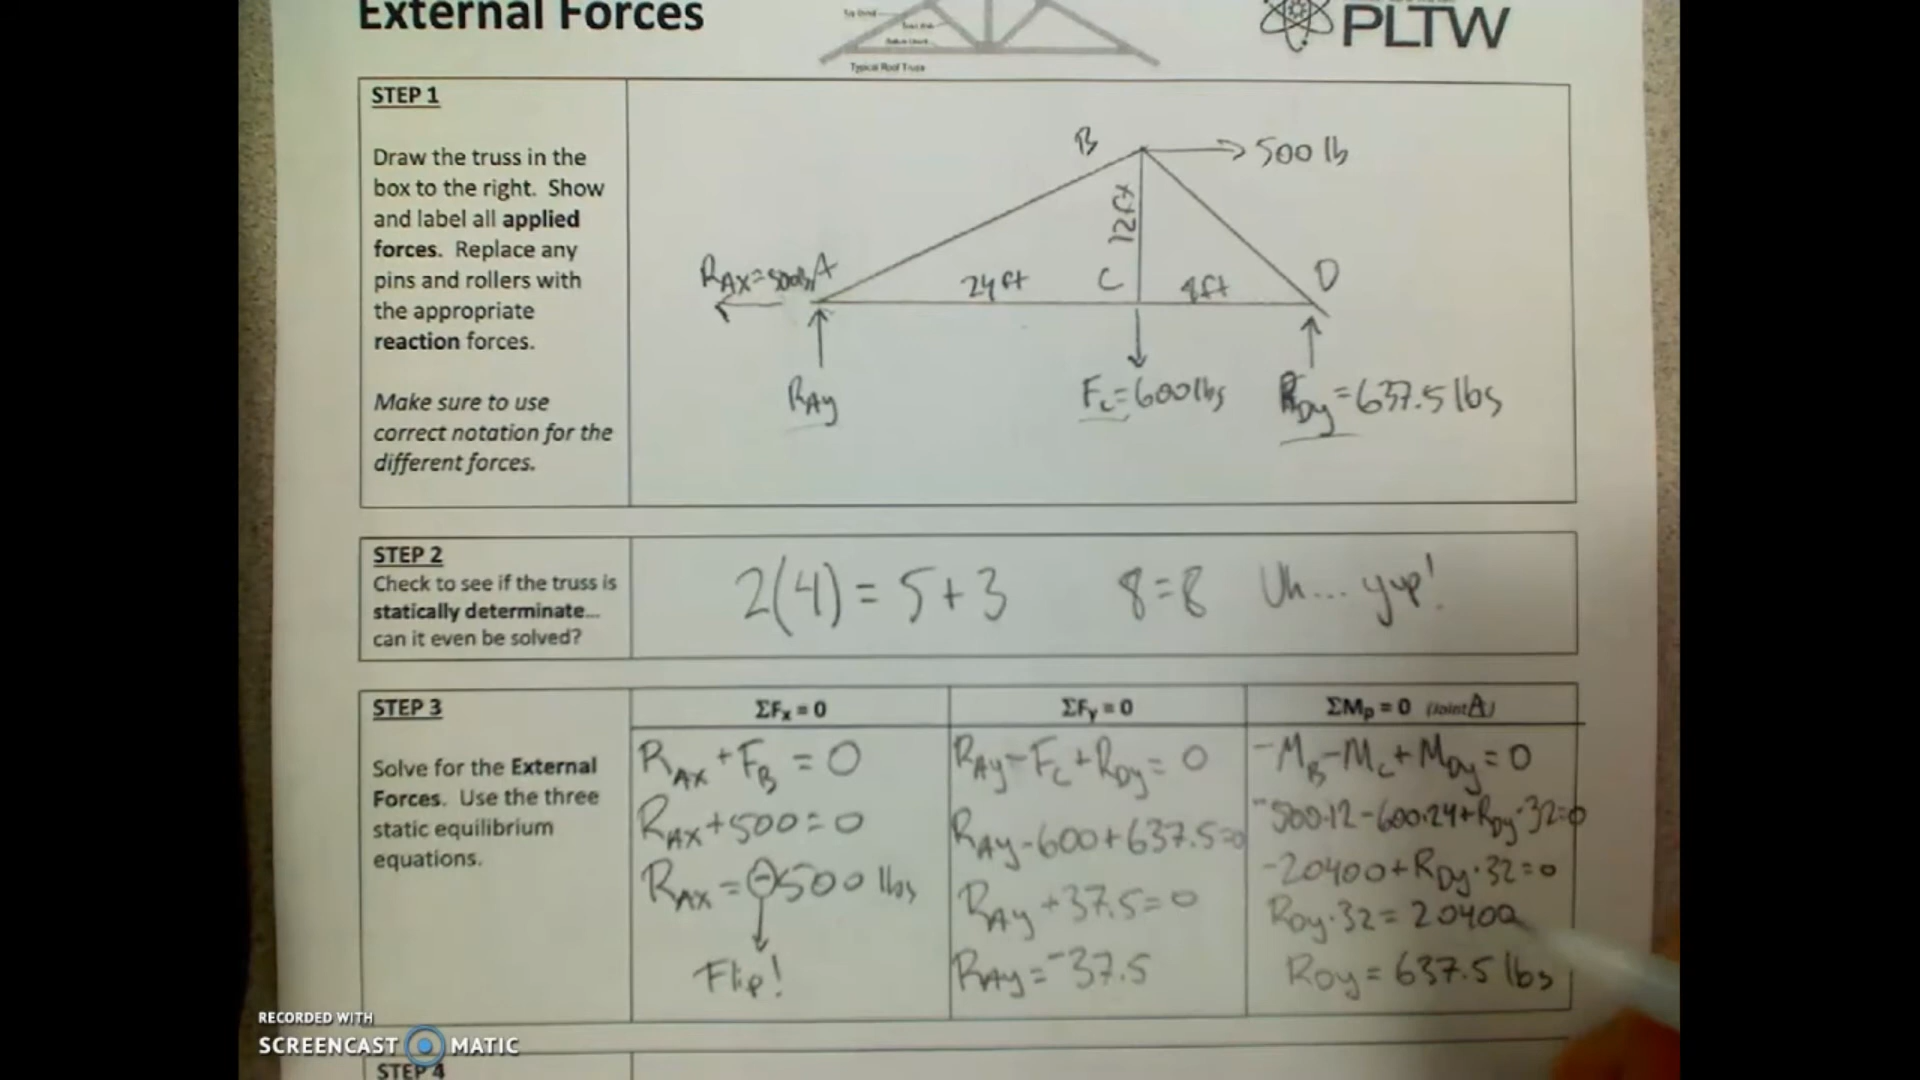 External Forces
PLTW
Typical Roof Truss
STEP 1
Draw the truss in the
box to the right. Show
and label all applied
forces. Replace any
pins and rollers with
the appropriate
reaction forces.
Make sure to use
correct notation for the
different forces.
B
500 lb
12ft
RAX=500lbs A
24 ft
C
8ft
D
RAy
Fc=600lbs
RDy=637.5 lbs
STEP 2
Check to see if the truss is
statically determinate...
can it even be solved?
2(4) = 5+3 8=8 Uh... yup!
STEP 3
Solve for the External
Forces. Use the three
static equilibrium
equations.
ΣFx = 0
RAX + FB = 0
RAX+500=0
RAX = -500 lbs
Flip!
ΣFy = 0
RAy-Fc+RDy= 0
RAy-600+637.5=0
RAy +37.5=0
RAy=-37.5
ΣMp = 0 (Joint A)
-MB-Mc+MDy=0
-500·12-600·24+RDy·32=0
-20400+RDy·32=0
RDy·32=20400
RDy=637.5 lbs
RECORDED WITH
SCREENCAST MATIC
STEP 4